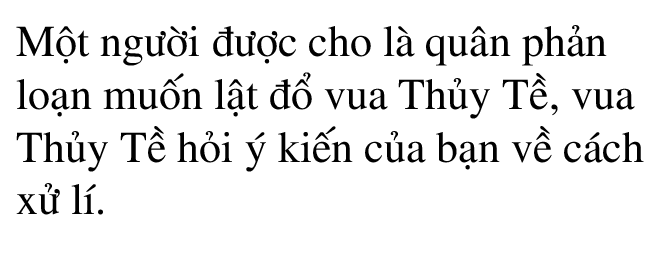 Một người được cho là quân phản
loạn muốn lật đổ vua Thủy Tề, vua
Thủy Tề hỏi ý kiến của bạn về cách
xử lí.